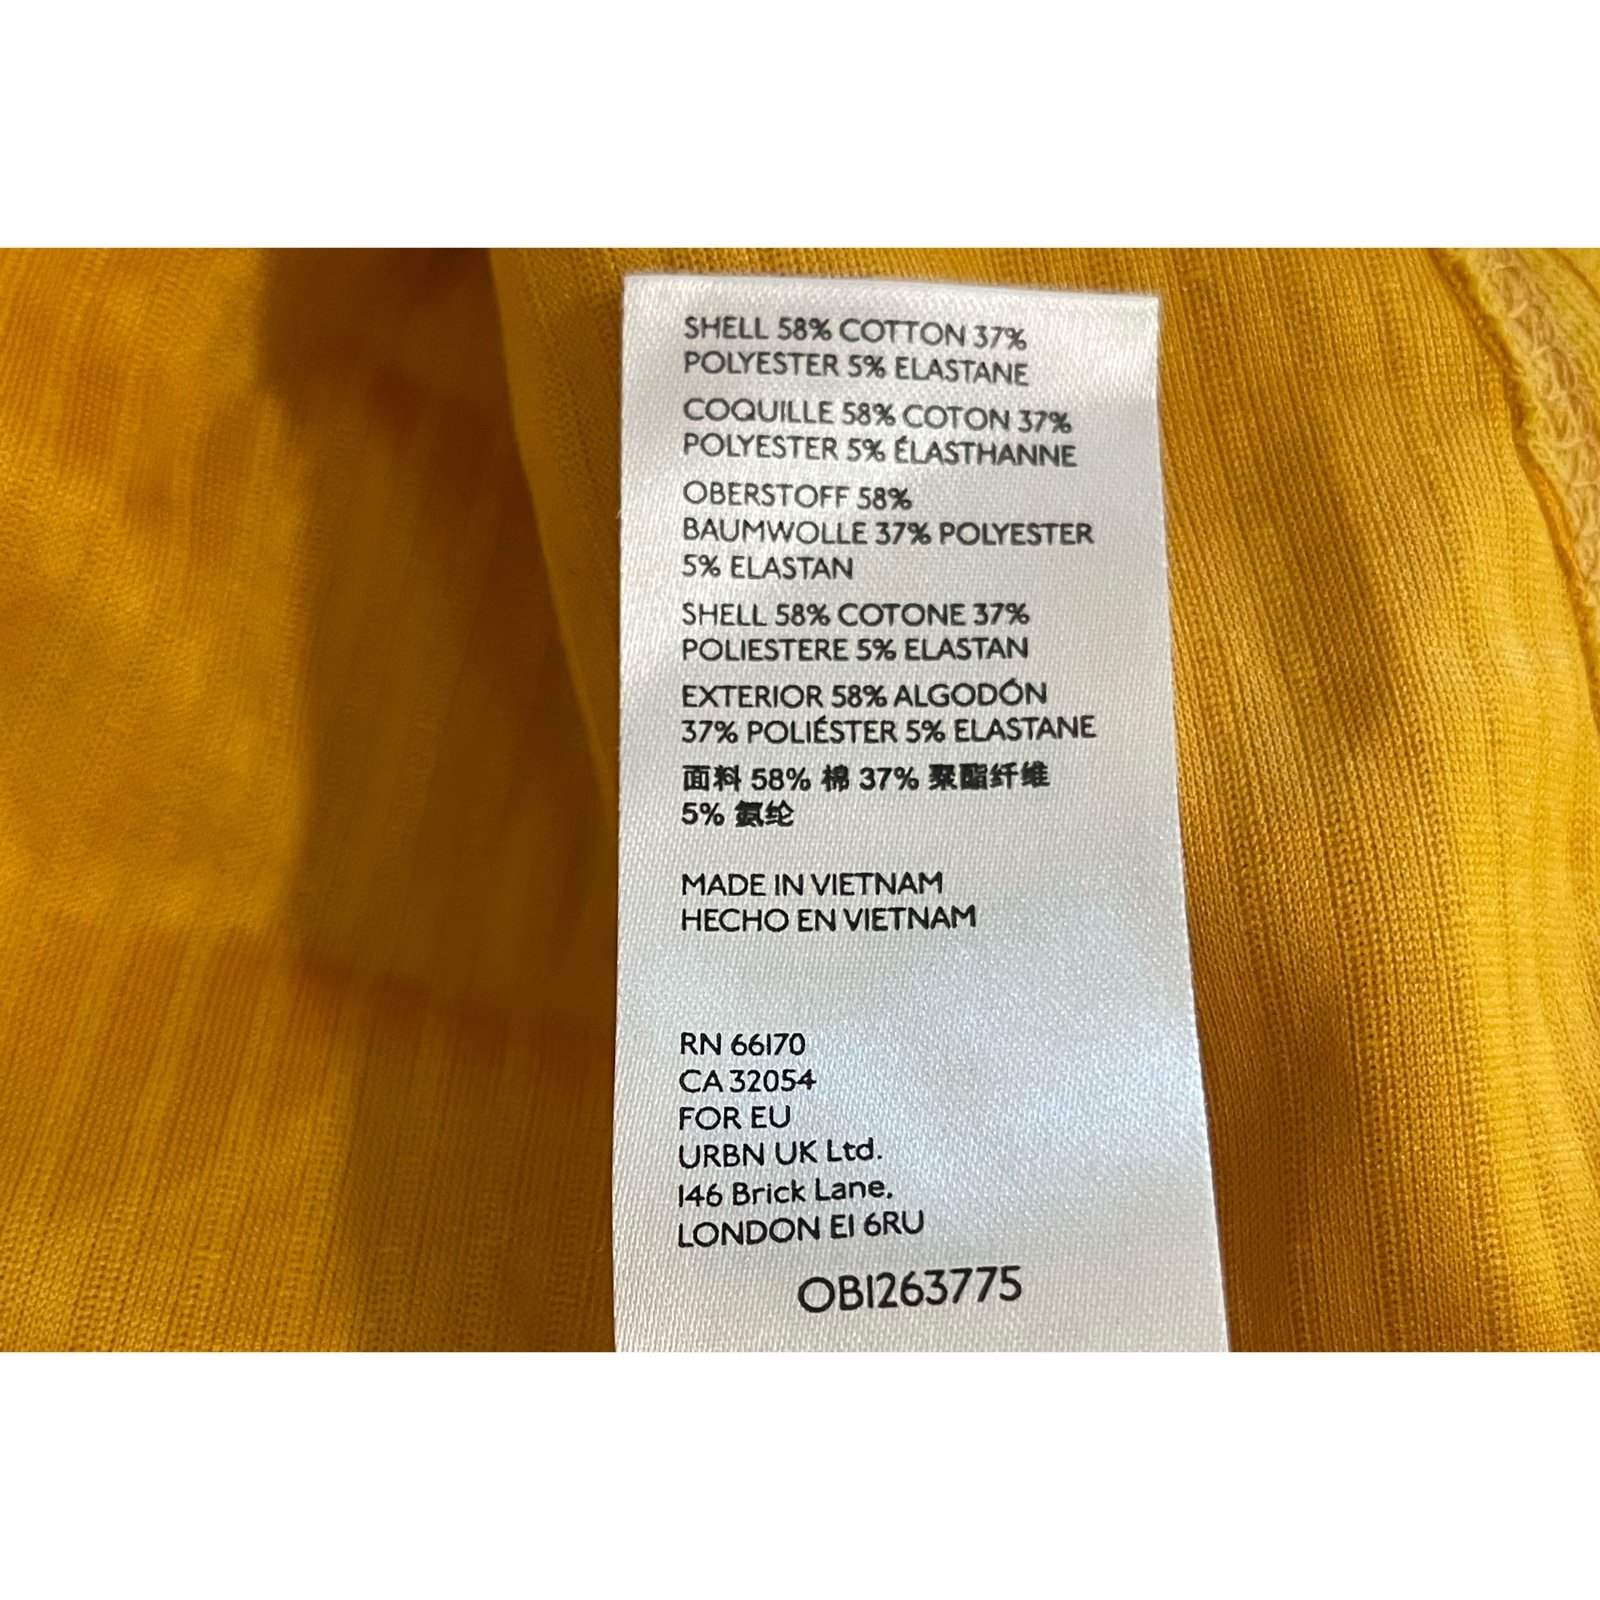 SHELL 58% COTTON 37%
POLYESTER 5% ELASTANE
COQUILLE 58% COTON 37%
POLYESTER 5% ÉLASTHANNE
OBERSTOFF 58%
BAUMWOLLE 37% POLYESTER
5% ELASTAN
SHELL 58% COTONE 37%
POLIESTERE 5% ELASTAN
EXTERIOR 58% ALGODÓN
37% POLIÉSTER 5% ELASTANE
面料 58% 棉 37% 聚酯纤维
5% 氨纶
MADE IN VIETNAM
HECHO EN VIETNAM
RN 66170
CA 32054
FOR EU
URBN UK Ltd.
146 Brick Lane,
LONDON E1 6RU
OB1263775